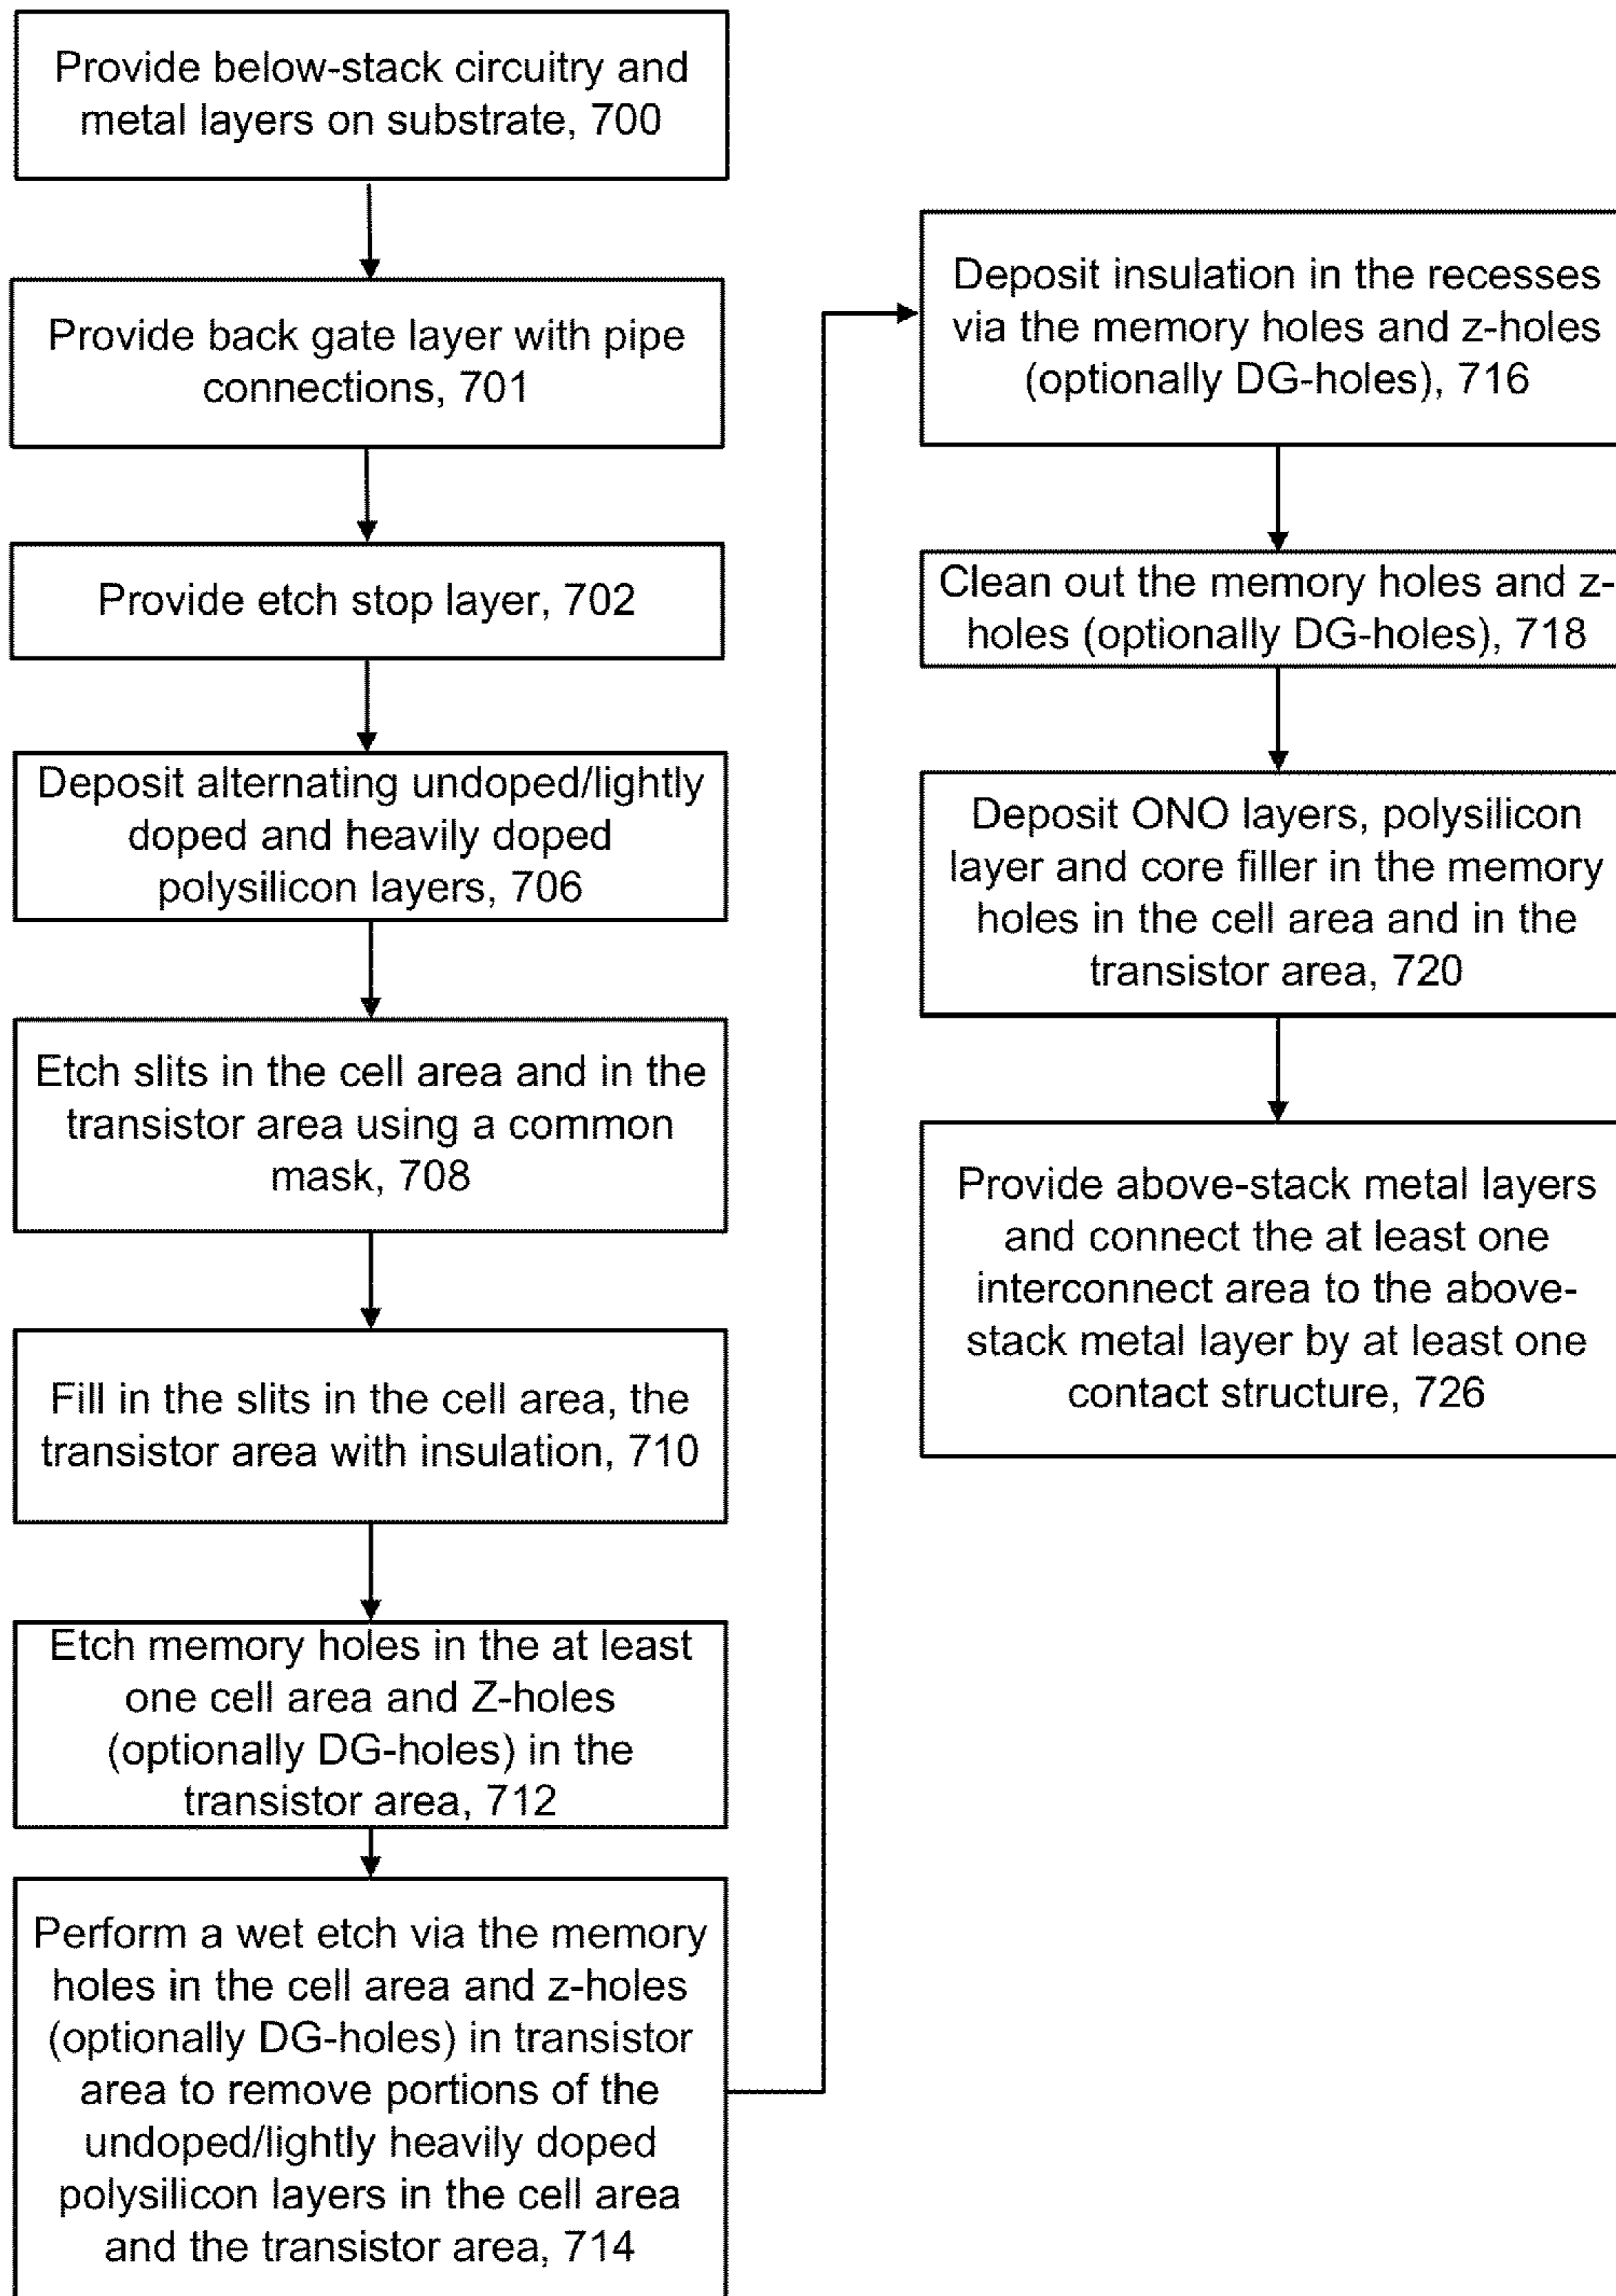 Provide below-stack circuitry and
metal layers on substrate, 700
Provide back gate layer with pipe
connections, 701
Provide etch stop layer, 702
Deposit alternating undoped/lightly
doped and heavily doped
polysilicon layers, 706
Etch slits in the cell area and in the
transistor area using a common
mask, 708
Fill in the slits in the cell area, the
transistor area with insulation, 710
Etch memory holes in the at least
one cell area and Z-holes
(optionally DG-holes) in the
transistor area, 712
Perform a wet etch via the memory
holes in the cell area and z-holes
(optionally DG-holes) in transistor
area to remove portions of the
undoped/lightly heavily doped
polysilicon layers in the cell area
and the transistor area, 714
Deposit insulation in the recesses
via the memory holes and z-holes
(optionally DG-holes), 716
Clean out the memory holes and z-
holes (optionally DG-holes), 718
Deposit ONO layers, polysilicon
layer and core filler in the memory
holes in the cell area and in the
transistor area, 720
Provide above-stack metal layers
and connect the at least one
interconnect area to the above-
stack metal layer by at least one
contact structure, 726